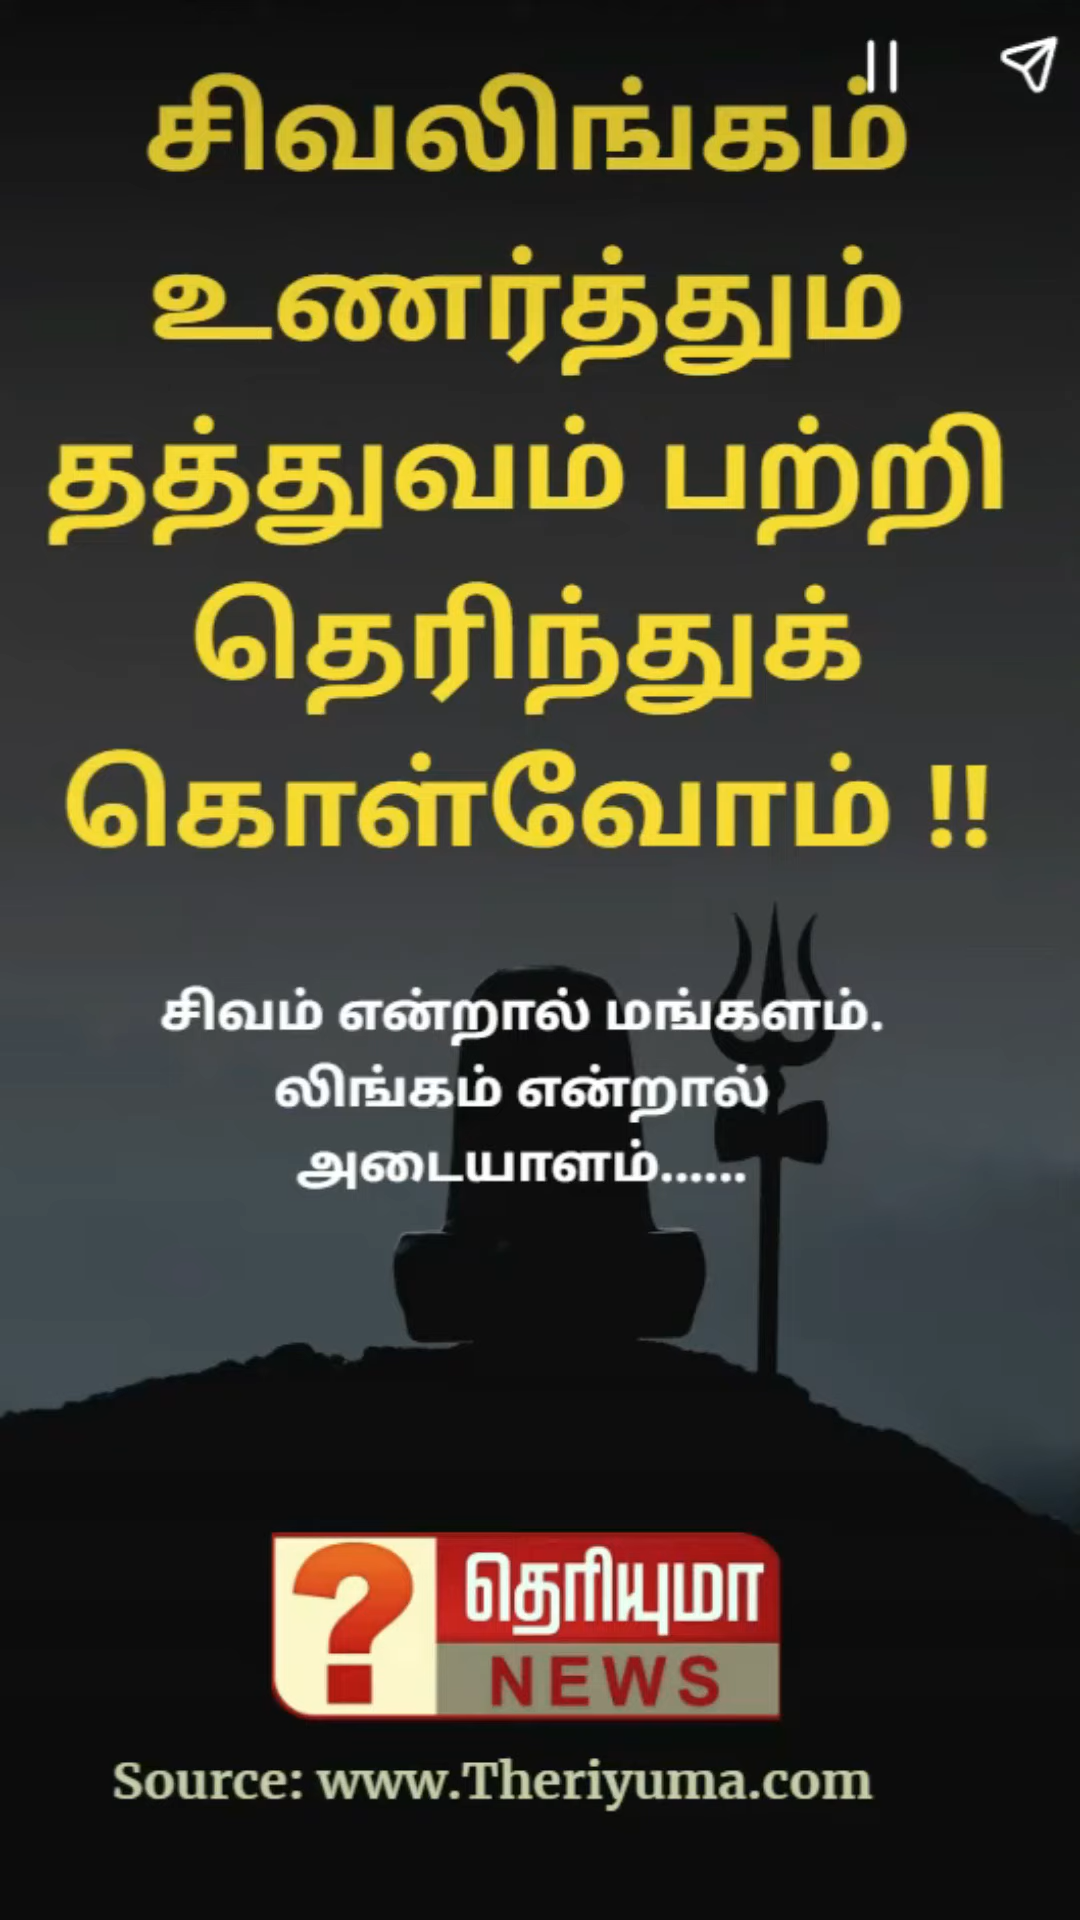 சிவலிங்கம்
உணர்த்தும்
தத்துவம் பற்றி
தெரிந்துக்
கொள்வோம் !!
சிவம் என்றால் மங்களம்.
லிங்கம் என்றால்
அடையாளம்......
?
தெரியுமா
NEWS
Source: www.Theriyuma.com